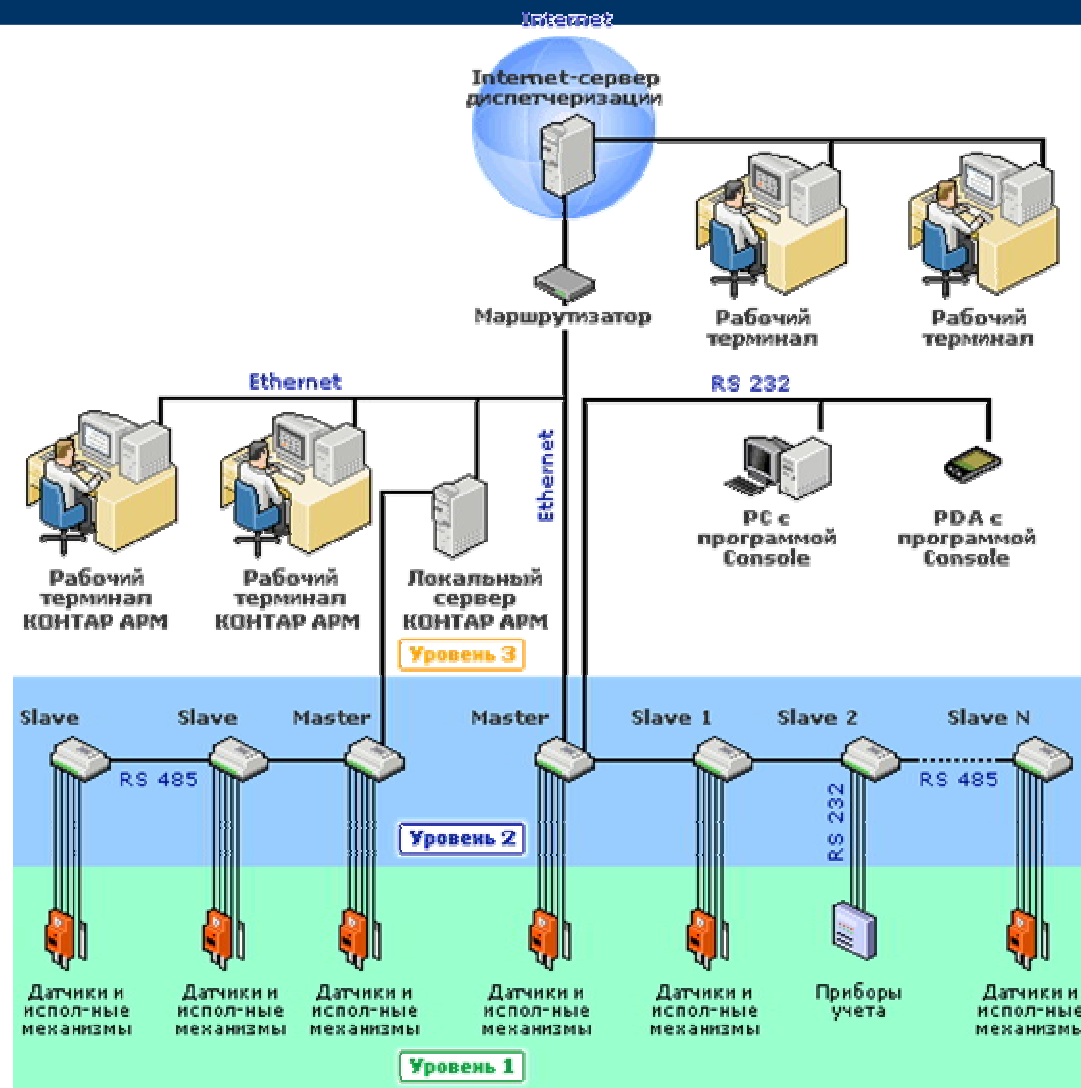 Internet
Internet-сервер
диспетчеризации
Маршрутизатор
Рабочий
терминал
Рабочий
терминал
Ethernet
RS 232
Ethernet
PC с
программой
Console
PDA с
программой
Console
Рабочий
терминал
КОНТАР АРМ
Рабочий
терминал
КОНТАР АРМ
Локальный
сервер
КОНТАР АРМ
Уровень 3
Slave
Slave
Master
Master
Slave 1
Slave 2
Slave N
RS 485
RS 232
RS 485
Уровень 2
Датчики и
испол-ные
механизмы
Датчики и
испол-ные
механизмы
Датчики и
испол-ные
механизмы
Датчики и
испол-ные
механизмы
Датчики и
испол-ные
механизмы
Приборы
учета
Датчики и
испол-ные
механизмы
Уровень 1